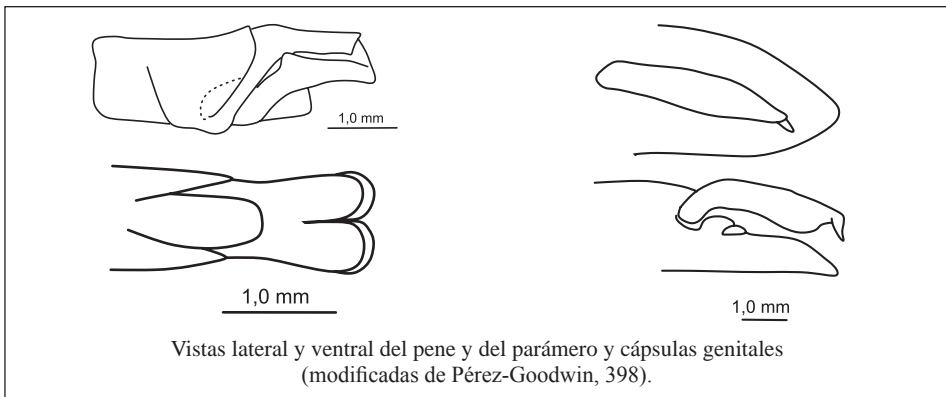 1,0 mm
1,0 mm
1,0 mm
Vistas lateral y ventral del pene y del parámero y cápsulas genitales
(modificadas de Pérez-Goodwin, 398).